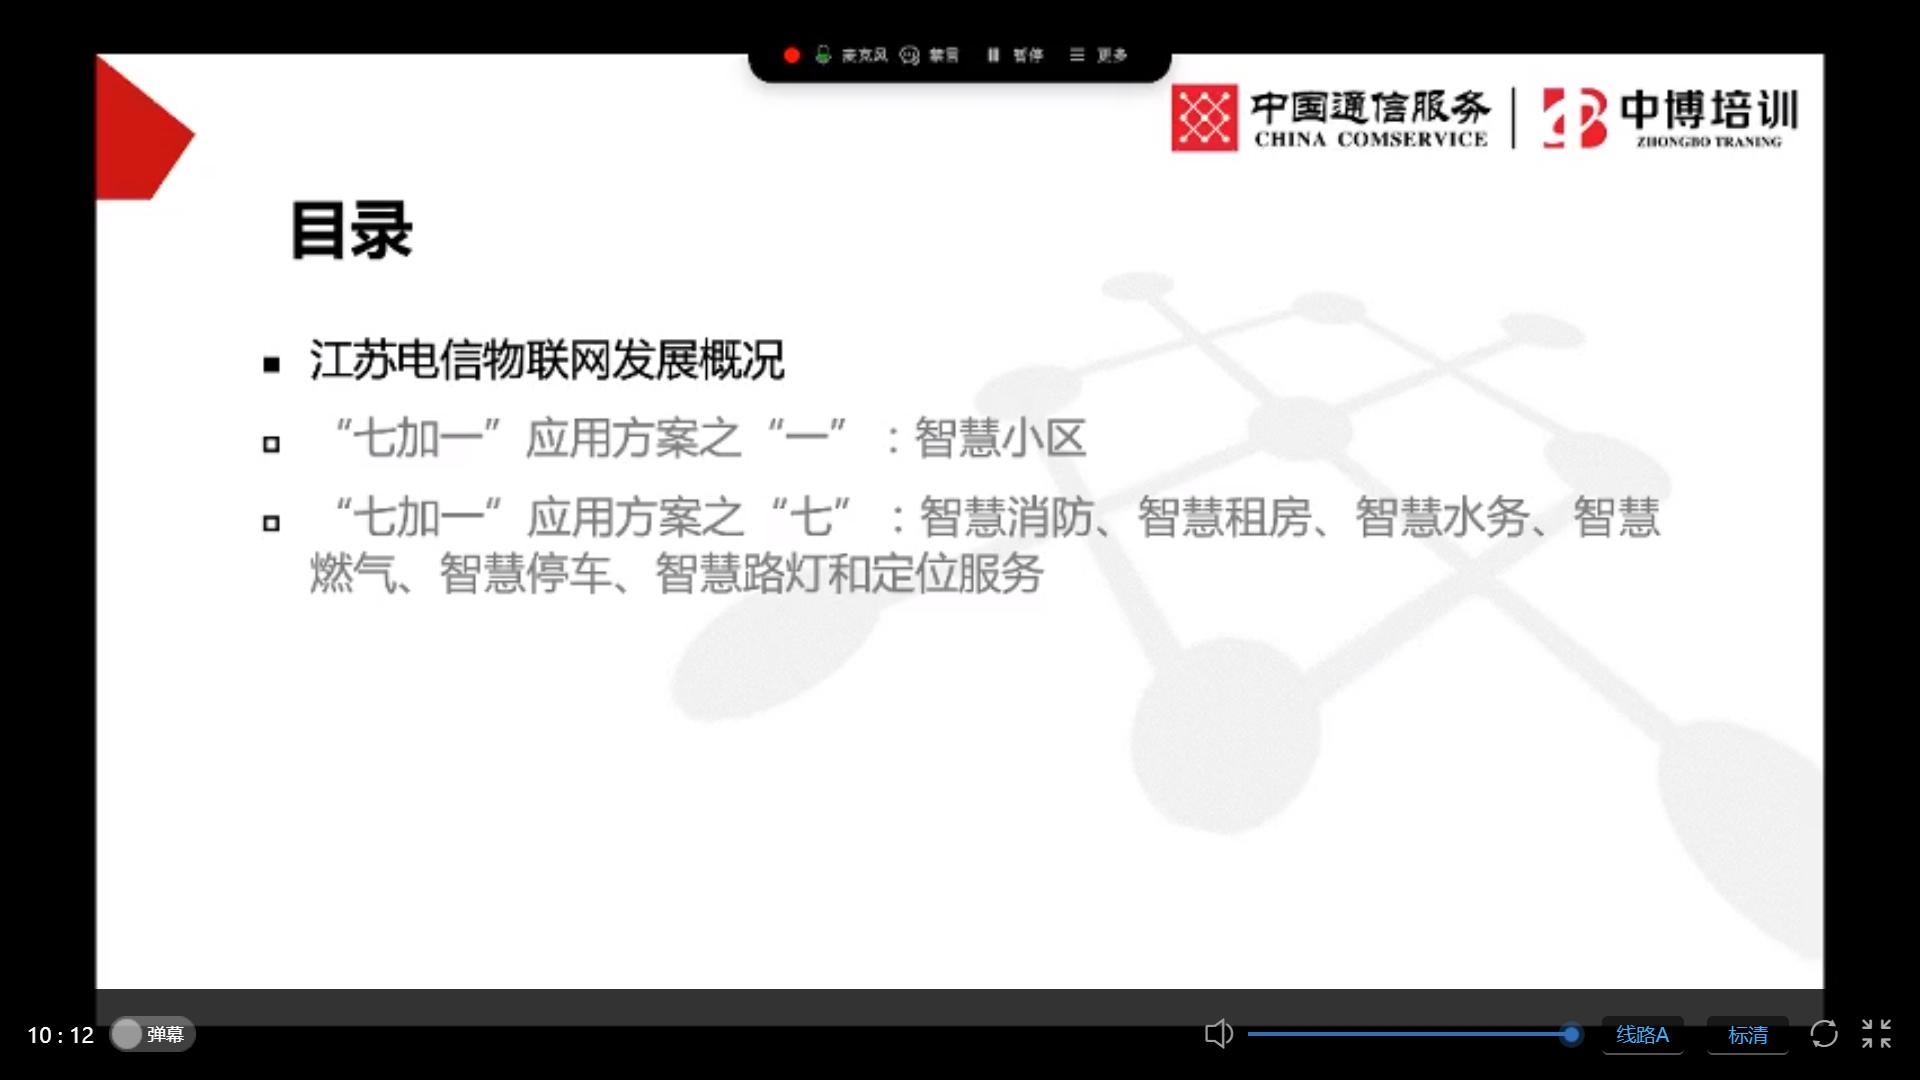 麦克风 禁言 暂停 更多
中国通信服务 中博培训
CHINA COMSERVICE ZHONGBO TRANING
目录
■ 江苏电信物联网发展概况
“七加一”应用方案之“一”：智慧小区
“七加一”应用方案之“七”：智慧消防、智慧租房、智慧水务、智慧
燃气、智慧停车、智慧路灯和定位服务
10:12 弹幕 线路A 标清